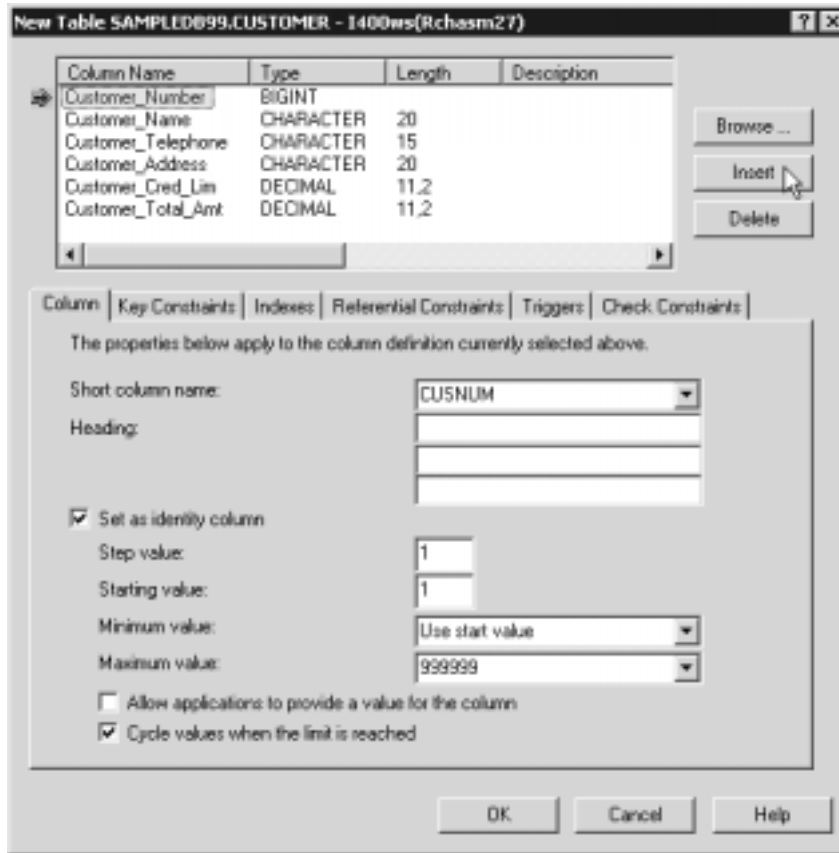 New Table SAMPLEDB99.CUSTOMER - I400ws(Rchasm27)
Column Name Type Length Description
Customer_Number BIGINT
Customer_Name CHARACTER 20
Customer_Telephone CHARACTER 15
Customer_Address CHARACTER 20
Customer_Cred_Lim DECIMAL 11,2
Customer_Total_Amt DECIMAL 11,2
Browse ...
Insert
Delete
Column Key Constraints Indexes Referential Constraints Triggers Check Constraints
The properties below apply to the column definition currently selected above.
Short column name: CUSNUM
Heading:
Set as identity column
Step value: 1
Starting value: 1
Minimum value: Use start value
Maximum value: 999999
Allow applications to provide a value for the column
Cycle values when the limit is reached
OK Cancel Help